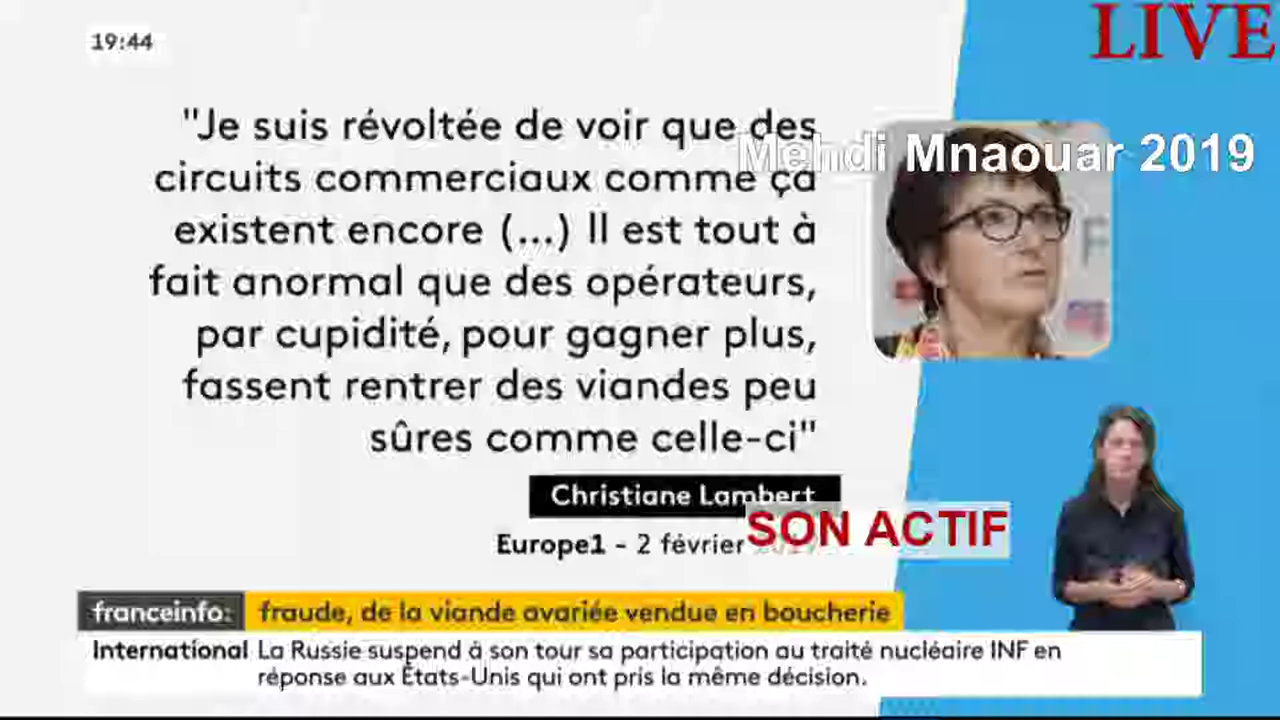 19:44
LIVE
"Je suis révoltée de voir que des
Mehdi Mnaouar 2019
circuits commerciaux comme ça
existent encore (...) Il est tout à
fait anormal que des opérateurs,
par cupidité, pour gagner plus,
fassent rentrer des viandes peu
sûres comme celle-ci"
Christiane Lambert
SON ACTIF
Europe1 - 2 février
franceinfo: fraude, de la viande avariée vendue en boucherie
International La Russie suspend à son tour sa participation au traité nucléaire INF en
réponse aux États-Unis qui ont pris la même décision.